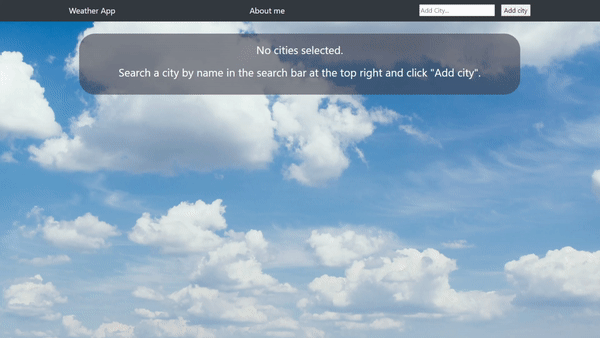 Weather App
About me
Add City...
Add city
No cities selected.
Search a city by name in the search bar at the top right and click "Add city".